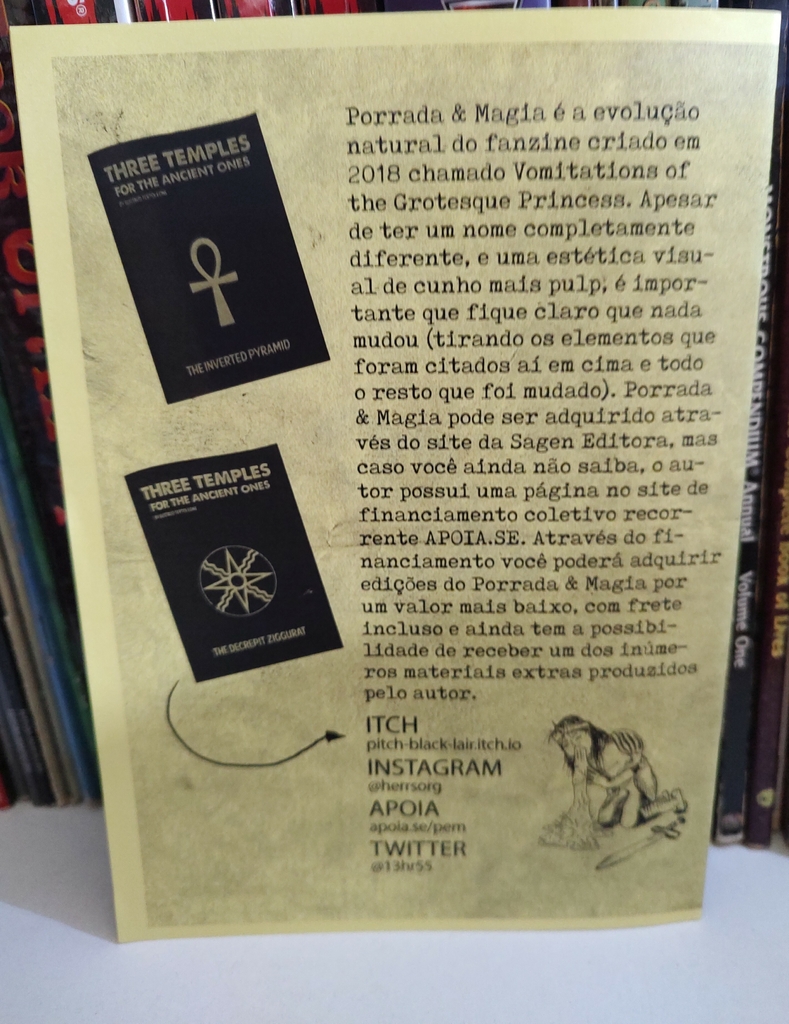 THREE TEMPLES
FOR THE ANCIENT ONES
THE INVERTED PYRAMID
THREE TEMPLES
FOR THE ANCIENT ONES
THE DECREPIT ZIGGURAT
Porrada & Magia é a evolução
natural do fanzine criado em
2018 chamado Vomitations of
the Grotesque Princess. Apesar
de ter um nome completamente
diferente, e uma estética visu-
al de cunho mais pulp, é impor-
tante que fique claro que nada
mudou (tirando os elementos que
foram citados aí em cima e todo
o resto que foi mudado). Porrada
& Magia pode ser adquirido atra-
vés do site da Sagen Editora, mas
caso você ainda não saiba, o au-
tor possui uma página no site de
financiamento coletivo recor-
rente APOIA.SE. Através do fi-
nanciamento você poderá adquirir
edições do Porrada & Magia por
um valor mais baixo, com frete
incluso e ainda tem a possibi-
lidade de receber um dos inúme-
ros materiais extras produzidos
pelo autor.
ITCH
pitch-black-lair.itch.io
INSTAGRAM
@herrsorg
APOIA
apoia.se/pem
TWITTER
@13hr55
MONSTROUS COMPENDIUM Annual Volume One
Book of Lairs